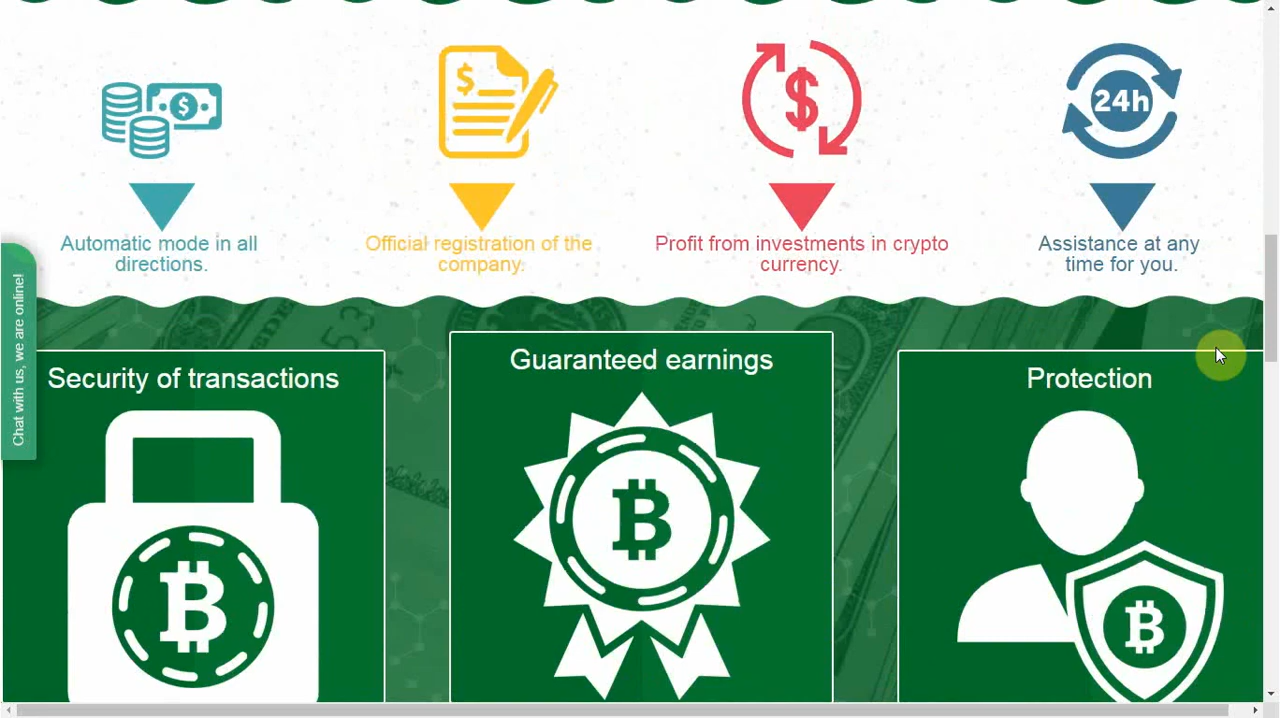 24h
Automatic mode in all
directions.
Official registration of the
company.
Profit from investments in crypto
currency.
Assistance at any
time for you.
Chat with us, we are online!
Security of transactions
Guaranteed earnings
Protection